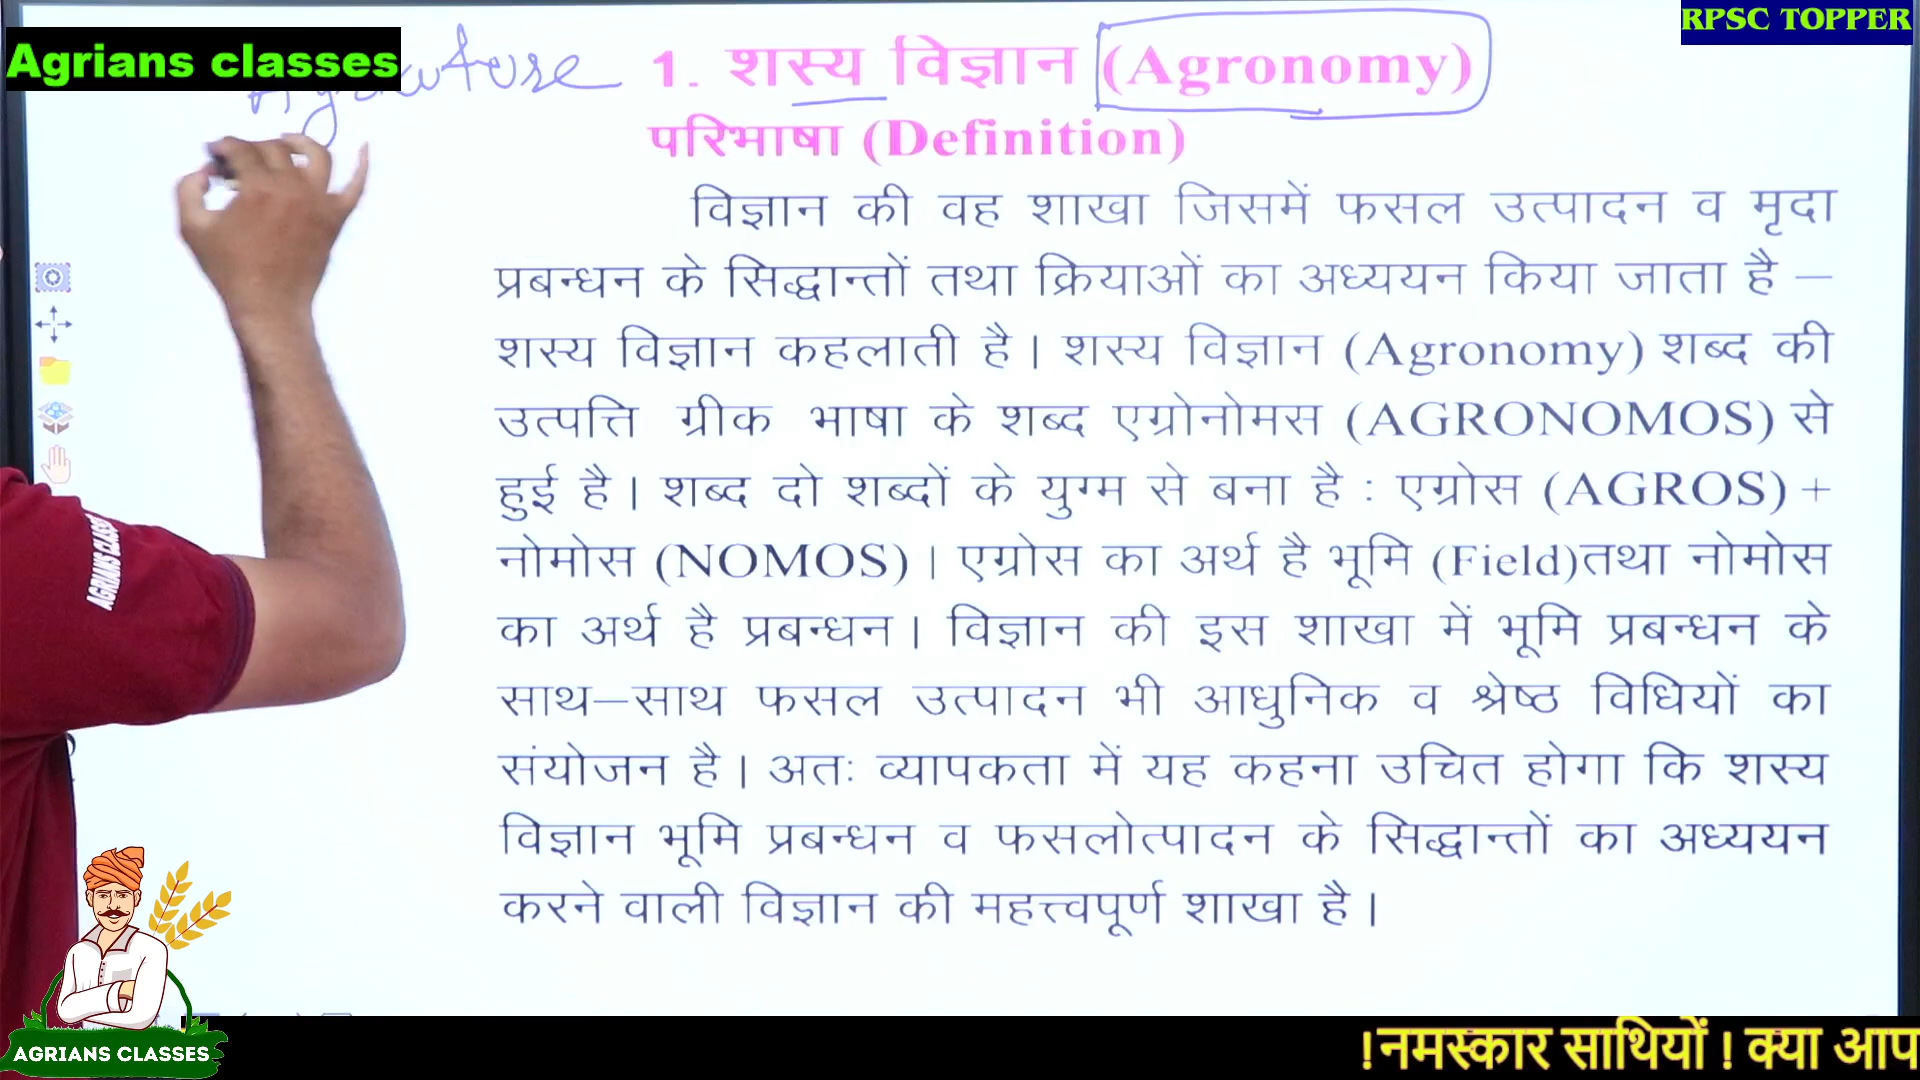 RPSC TOPPER
Agrians classes
1. शस्य विज्ञान (Agronomy)
परिभाषा (Definition)
विज्ञान की वह शाखा जिसमें फसल उत्पादन व मृदा
प्रबन्धन के सिद्धान्तों तथा क्रियाओं का अध्ययन किया जाता है –
शस्य विज्ञान कहलाती है। शस्य विज्ञान (Agronomy) शब्द की
उत्पत्ति ग्रीक भाषा के शब्द एग्रोनोमस (AGRONOMOS) से
हुई है। शब्द दो शब्दों के युग्म से बना है : एग्रोस (AGROS) +
नोमोस (NOMOS) | एग्रोस का अर्थ है भूमि (Field)तथा नोमोस
का अर्थ है प्रबन्धन। विज्ञान की इस शाखा में भूमि प्रबन्धन के
साथ–साथ फसल उत्पादन भी आधुनिक व श्रेष्ठ विधियों का
संयोजन है। अतः व्यापकता में यह कहना उचित होगा कि शस्य
विज्ञान भूमि प्रबन्धन व फसलोत्पादन के सिद्धान्तों का अध्ययन
करने वाली विज्ञान की महत्त्वपूर्ण शाखा है।
AGRIANS CLASSES
!नमस्कार साथियों ! क्या आप